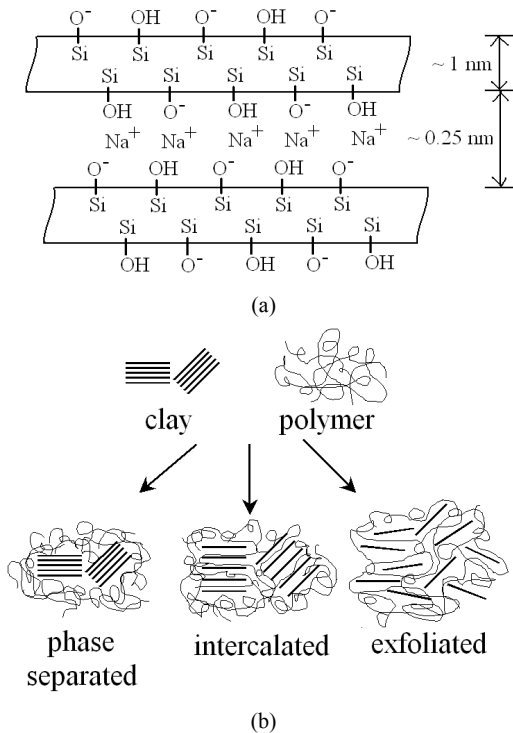 O⁻ OH O⁻ OH O⁻
Si Si Si Si Si
Si Si Si Si Si
~ 1 nm
OH O⁻ OH O⁻ OH
Na⁺ Na⁺ Na⁺ Na⁺ Na⁺
~ 0.25 nm
O⁻ OH O⁻ OH O⁻
Si Si Si Si Si
Si Si Si Si Si
OH O⁻ OH O⁻ OH
(a)
clay polymer
phase separated
intercalated
exfoliated
(b)